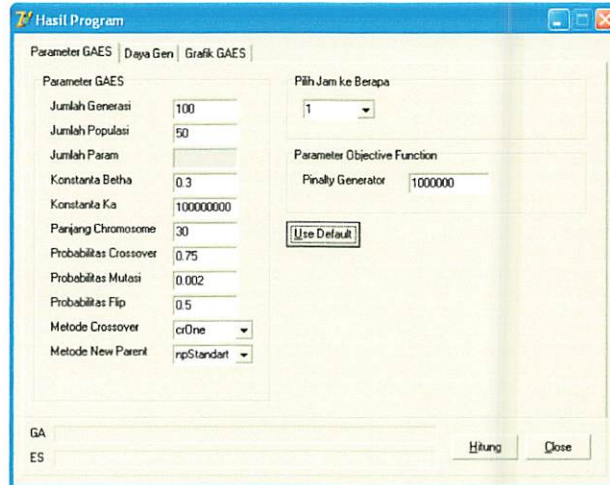 Hasil Program
Parameter GAES Daya Gen Grafik GAES
Parameter GAES
Jumlah Generasi 100
Jumlah Populasi 50
Jumlah Param
Konstanta Betha 0.3
Konstanta Ka 100000000
Panjang Chromosome 30
Probabilitas Crossover 0.75
Probabilitas Mutasi 0.002
Probabilitas Flip 0.5
Metode Crossover crOne
Metode New Parent npStandart
Pilih Jam ke Berapa
1
Parameter Objective Function
Pinalty Generator 1000000
Use Default
GA
ES
Hitung Close